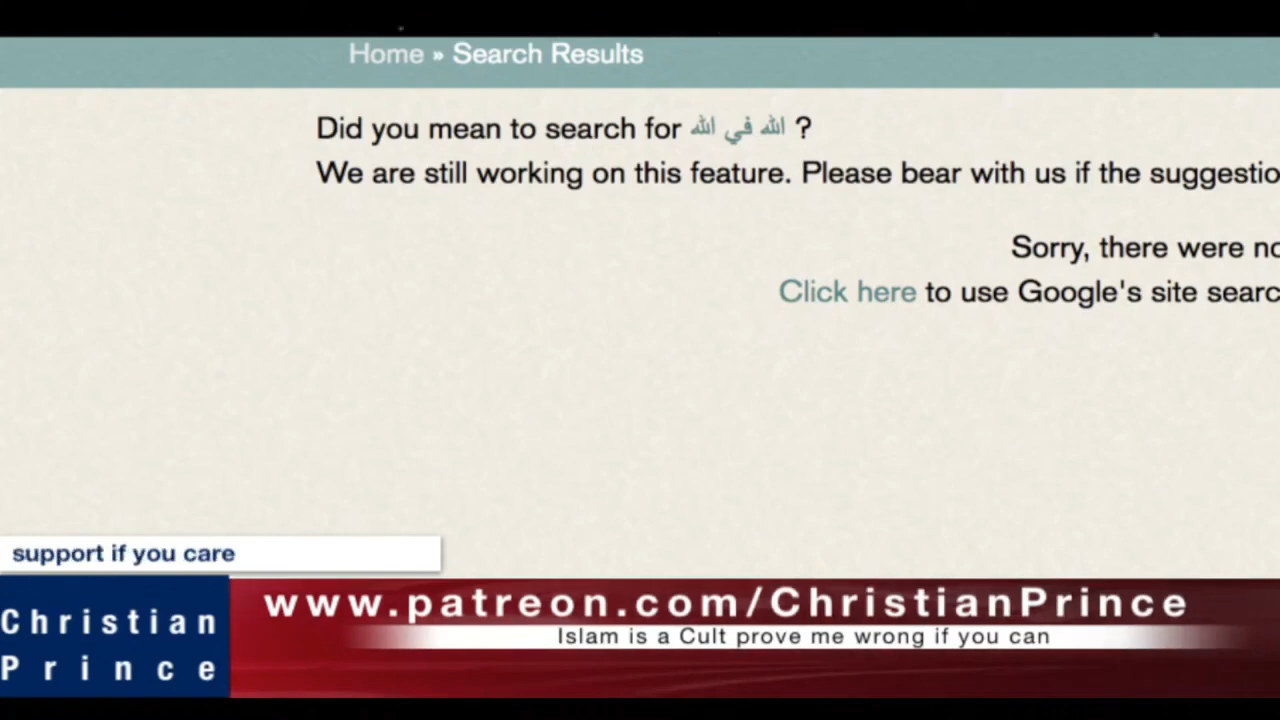 Home » Search Results
Did you mean to search for الله في الله ?
We are still working on this feature. Please bear with us if the suggestio
Sorry, there were no
Click here to use Google's site searc
support if you care
www.patreon.com/ChristianPrince
Islam is a Cult prove me wrong if you can
Christian
Prince